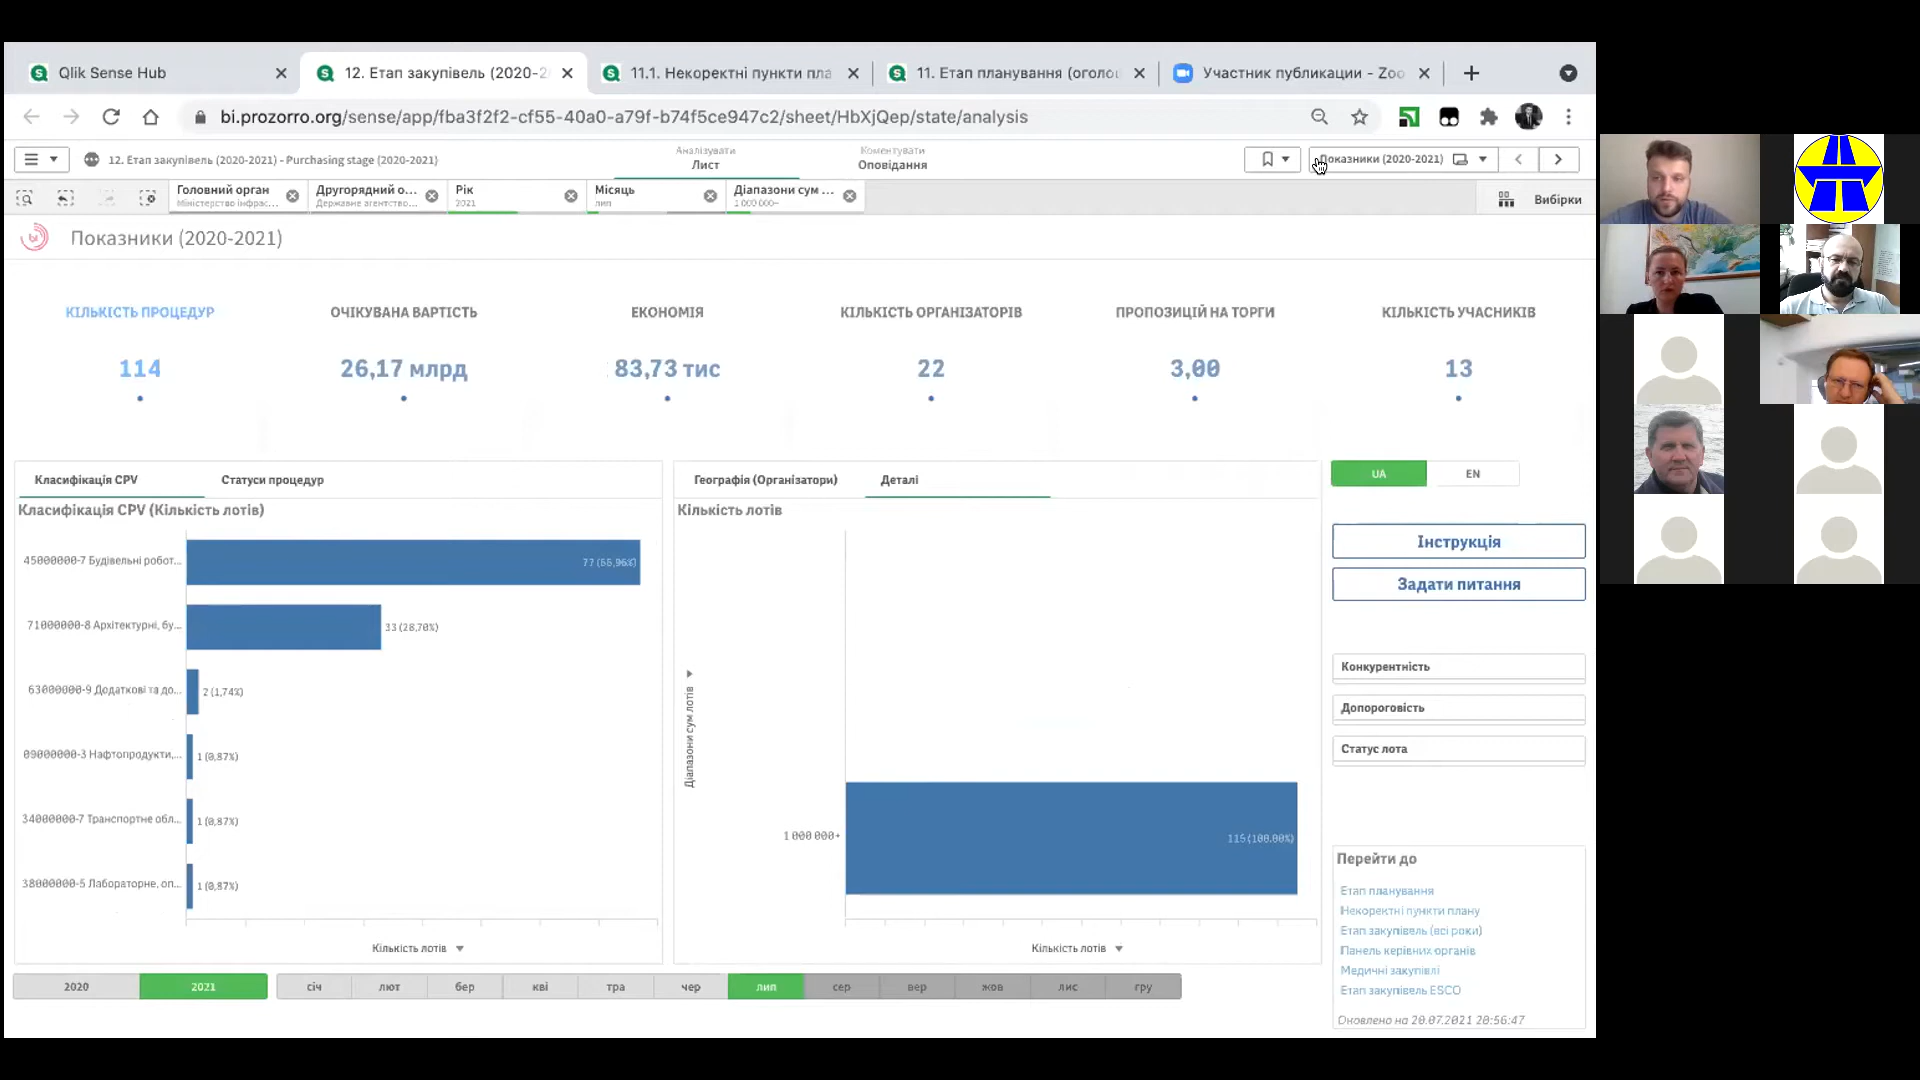 Qlik Sense Hub
12. Етап закупівель (2020-2
11.1. Некоректні пункти пла
11. Етап планування (оголо
Участник публикации - Zoo
bi.prozorro.org/sense/app/fba3f2f2-cf55-40a0-a79f-b74f5ce947c2/sheet/HbXjQep/state/analysis
12. Етап закупівель (2020-2021) - Purchasing stage (2020-2021)
Аналізувати
Лист
Коментувати
Оповідання
Показники (2020-2021)
Головний орган
Міністерство інфрас...
Другорядний о...
Державне агентство...
Рік
2021
Місяць
лип
Діапазони сум ...
1 000 000+
Вибірки
Показники (2020-2021)
КІЛЬКІСТЬ ПРОЦЕДУР
ОЧІКУВАНА ВАРТІСТЬ
ЕКОНОМІЯ
КІЛЬКІСТЬ ОРГАНІЗАТОРІВ
ПРОПОЗИЦІЙ НА ТОРГИ
КІЛЬКІСТЬ УЧАСНИКІВ
114
26,17 млрд
83,73 тис
22
3,00
13
Класифікація CPV
Статуси процедур
Класифікація CPV (Кількість лотів)
45000000-7 Будівельні робот...
77 (66,96%)
71000000-8 Архітектурні, бу...
33 (28,70%)
63000000-9 Додаткові та до...
2 (1,74%)
09000000-3 Нафтопродукти,...
1 (0,87%)
34000000-7 Транспортне обл...
1 (0,87%)
38000000-5 Лабораторне, оп...
1 (0,87%)
Кількість лотів
Географія (Організатори)
Деталі
Кількість лотів
Діапазони сум лотів
1 000 000+
115 (100,00%)
Кількість лотів
UA
EN
Інструкція
Задати питання
Конкурентність
Допороговість
Статус лота
Перейти до
Етап планування
Некоректні пункти плану
Етап закупівель (всі роки)
Панель керівних органів
Медичні закупівлі
Етап закупівель ESCO
Оновлено на 20.07.2021 20:56:47
2020
2021
січ
лют
бер
кві
тра
чер
лип
сер
вер
жов
лис
гру